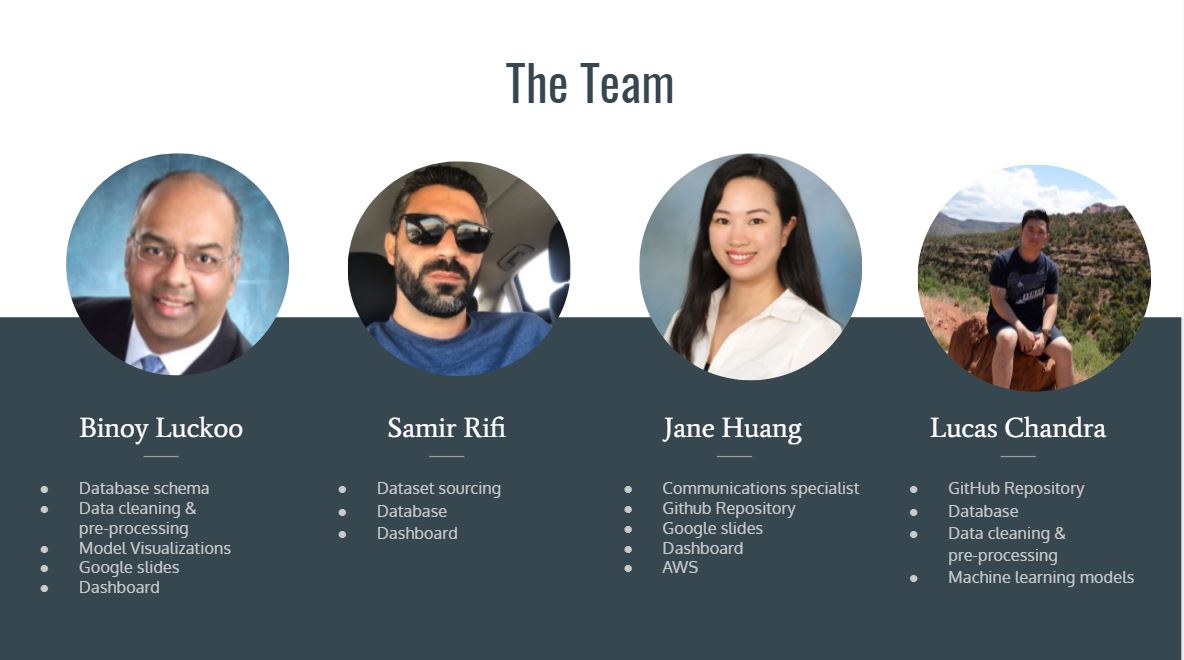 The Team
Binoy Luckoo
● Database schema
● Data cleaning &
pre-processing
● Model Visualizations
● Google slides
● Dashboard
Samir Rifi
● Dataset sourcing
● Database
● Dashboard
Jane Huang
● Communications specialist
● Github Repository
● Google slides
● Dashboard
● AWS
Lucas Chandra
● GitHub Repository
● Database
● Data cleaning &
pre-processing
● Machine learning models